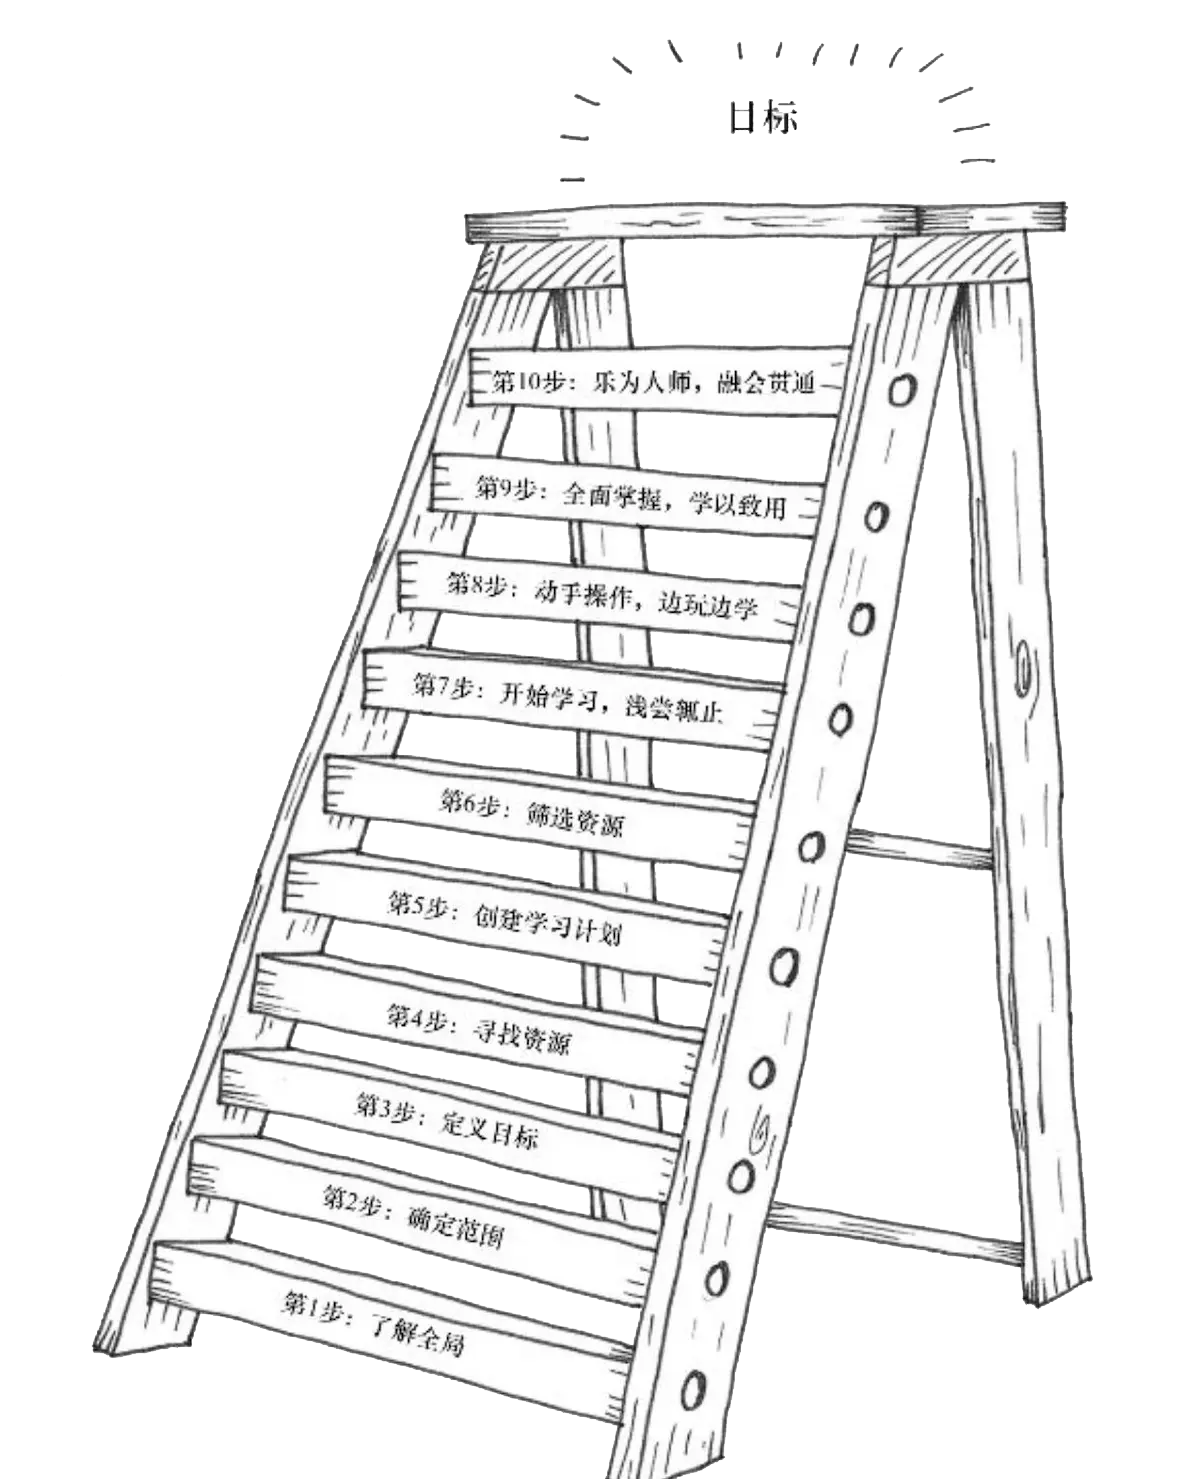 目标
第10步：乐为人师，融会贯通
第9步：全面掌握，学以致用
第8步：动手操作，边玩边学
第7步：开始学习，浅尝辄止
第6步：筛选资源
第5步：创建学习计划
第4步：寻找资源
第3步：定义目标
第2步：确定范围
第1步：了解全局